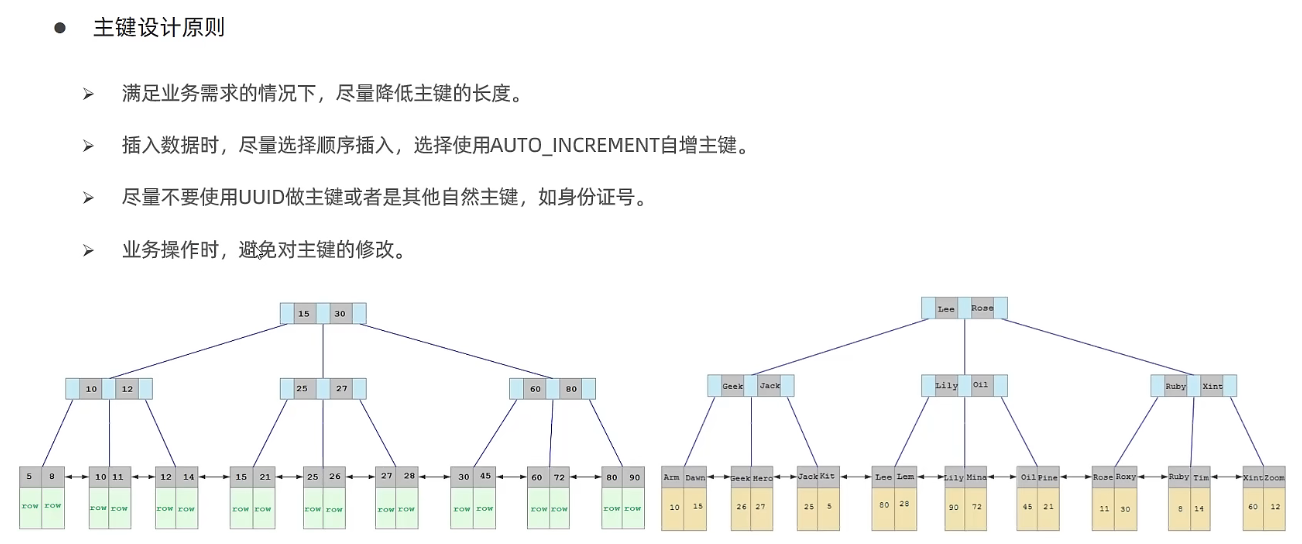 主键设计原则
满足业务需求的情况下，尽量降低主键的长度。
插入数据时，尽量选择顺序插入，选择使用AUTO_INCREMENT自增主键。
尽量不要使用UUID做主键或者是其他自然主键，如身份证号。
业务操作时，避免对主键的修改。
15 30
10 12 25 27 60 80
5 8 10 11 12 14 15 21 25 26 27 28 30 45 60 72 80 90
row row row row row row row row row row row row row row row row row row
Lee Rose
Geek Jack Lily Oil Ruby Xint
Arm Dawn Geek Hero Jack Kit Lee Lem Lily Mina Oil Pine Rose Roxy Ruby Tim Xint Zoom
10 15 26 27 25 5 80 28 90 72 45 21 11 30 8 14 60 12